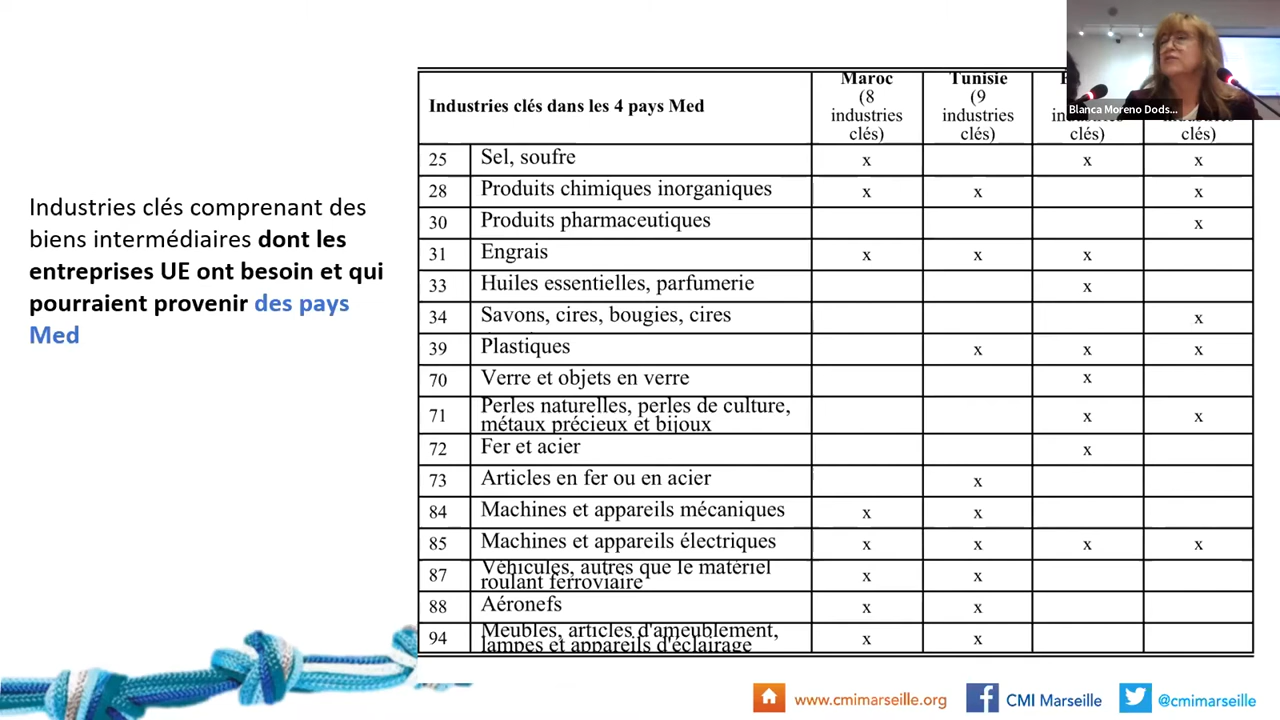 Blanca Moreno Dods...
Industries clés comprenant des
biens intermédiaires dont les
entreprises UE ont besoin et qui
pourraient provenir des pays
Med
Industries clés dans les 4 pays Med
Maroc
(8
industries
clés)
Tunisie
(9
industries
clés)
clés)
clés)
25 Sel, soufre x x x
28 Produits chimiques inorganiques x x x
30 Produits pharmaceutiques x
31 Engrais x x x
33 Huiles essentielles, parfumerie x
34 Savons, cires, bougies, cires x
39 Plastiques x x x
70 Verre et objets en verre x
71 Perles naturelles, perles de culture,
métaux précieux et bijoux x x
72 Fer et acier x
73 Articles en fer ou en acier x
84 Machines et appareils mécaniques x x
85 Machines et appareils électriques x x x x
87 Véhicules, autres que le matériel
roulant ferroviaire x x
88 Aéronefs x x
94 Meubles, articles d'ameublement,
lampes et appareils d'éclairage x x
www.cmimarseille.org
CMI Marseille
@cmimarseille